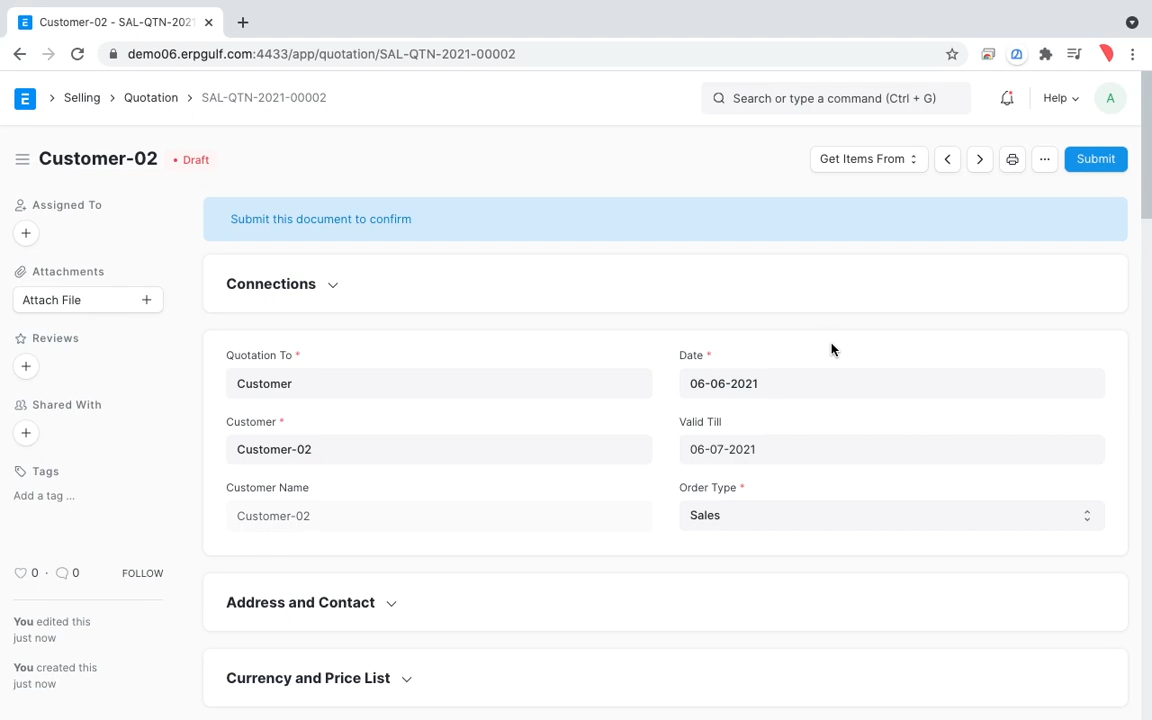 Customer-02 - SAL-QTN-202
demo06.erpgulf.com:4433/app/quotation/SAL-QTN-2021-00002
E > Selling > Quotation > SAL-QTN-2021-00002
Search or type a command (Ctrl + G)
Help
A
Customer-02
• Draft
Get Items From
Submit
Assigned To
Submit this document to confirm
Attachments
Attach File
Connections
Reviews
Shared With
Tags
Add a tag ...
Quotation To *
Customer
Date *
06-06-2021
Customer *
Customer-02
Valid Till
06-07-2021
Customer Name
Customer-02
Order Type *
Sales
0 · 0
FOLLOW
You edited this
just now
You created this
just now
Address and Contact
Currency and Price List